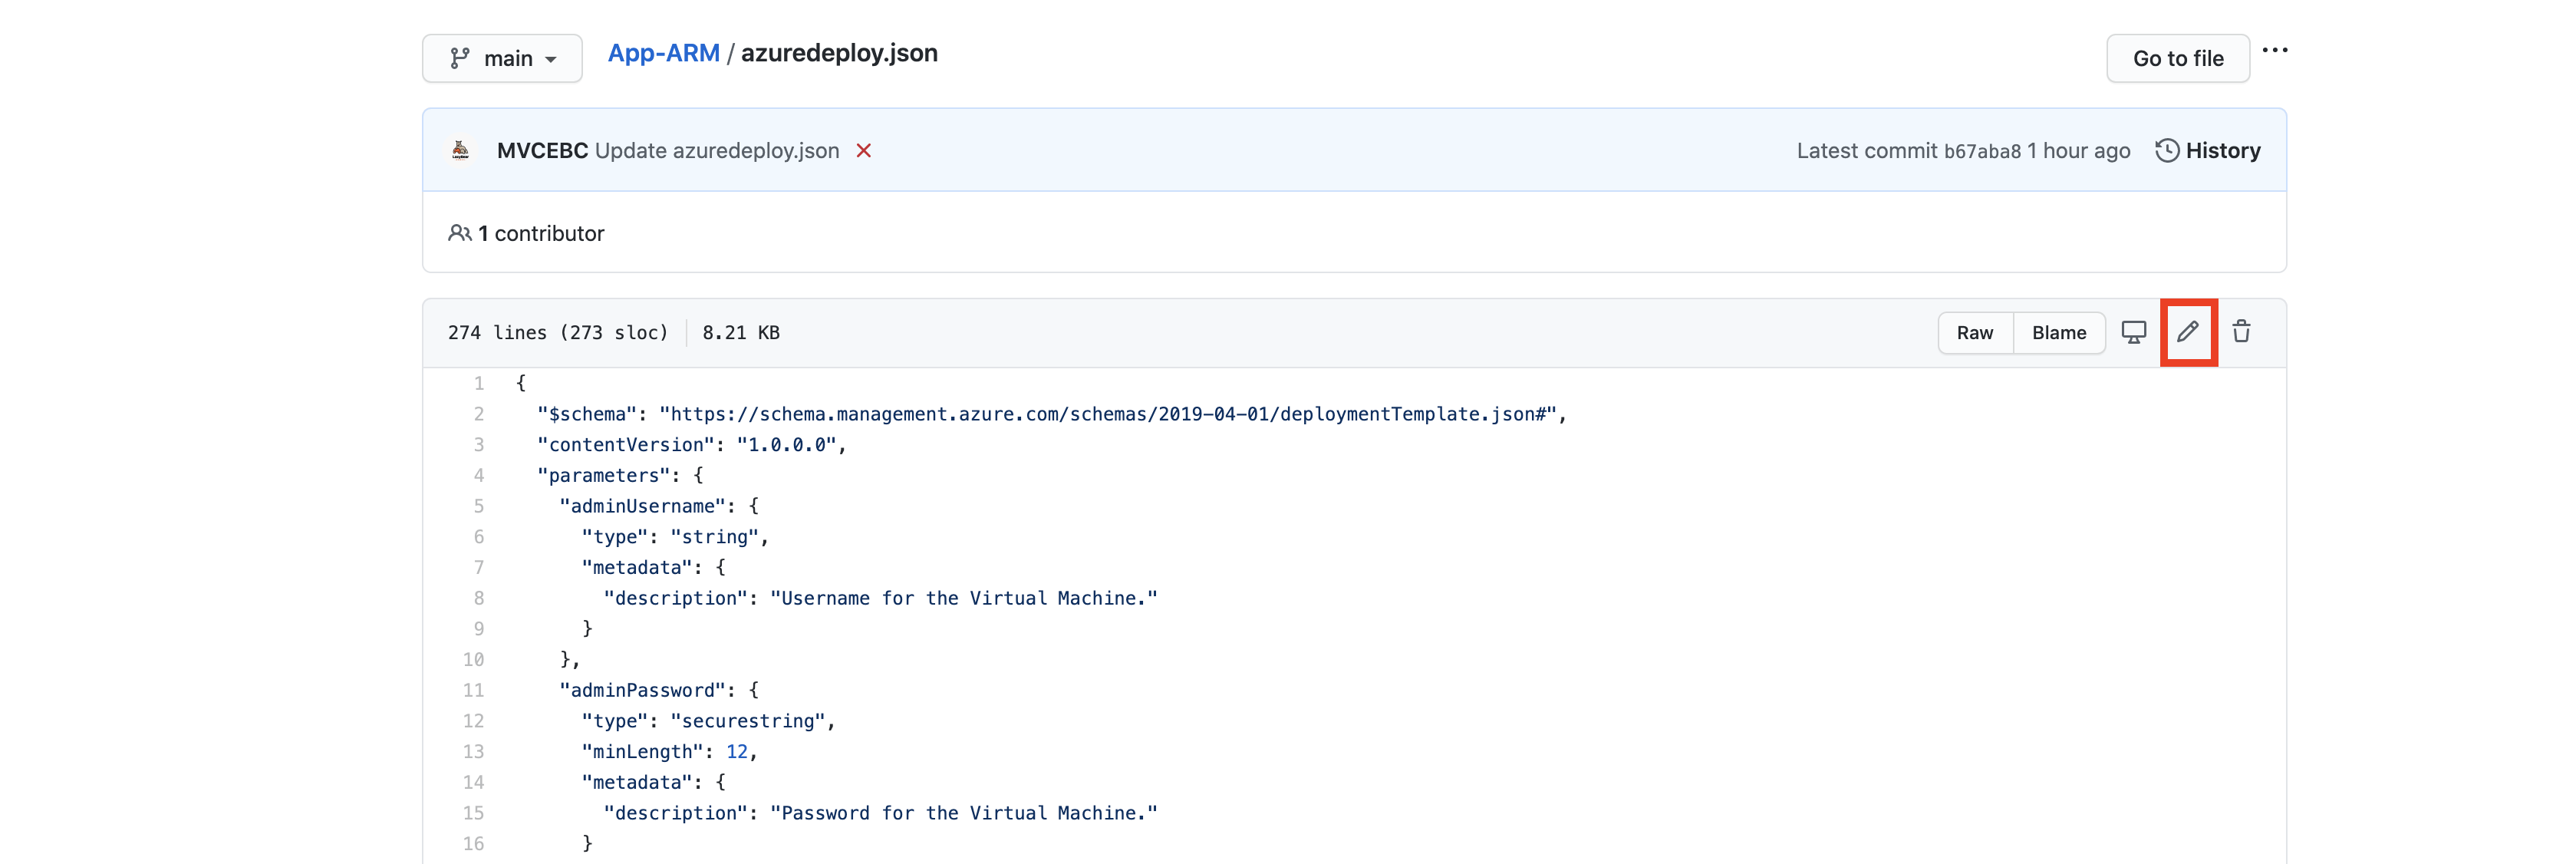 main
App-ARM / azuredeploy.json
Go to file
MVCEBC Update azuredeploy.json
Latest commit b67aba8 1 hour ago
History
1 contributor
274 lines (273 sloc) 8.21 KB
Raw
Blame
1 {
2 "$schema": "https://schema.management.azure.com/schemas/2019-04-01/deploymentTemplate.json#",
3 "contentVersion": "1.0.0.0",
4 "parameters": {
5 "adminUsername": {
6 "type": "string",
7 "metadata": {
8 "description": "Username for the Virtual Machine."
9 }
10 },
11 "adminPassword": {
12 "type": "securestring",
13 "minLength": 12,
14 "metadata": {
15 "description": "Password for the Virtual Machine."
16 }